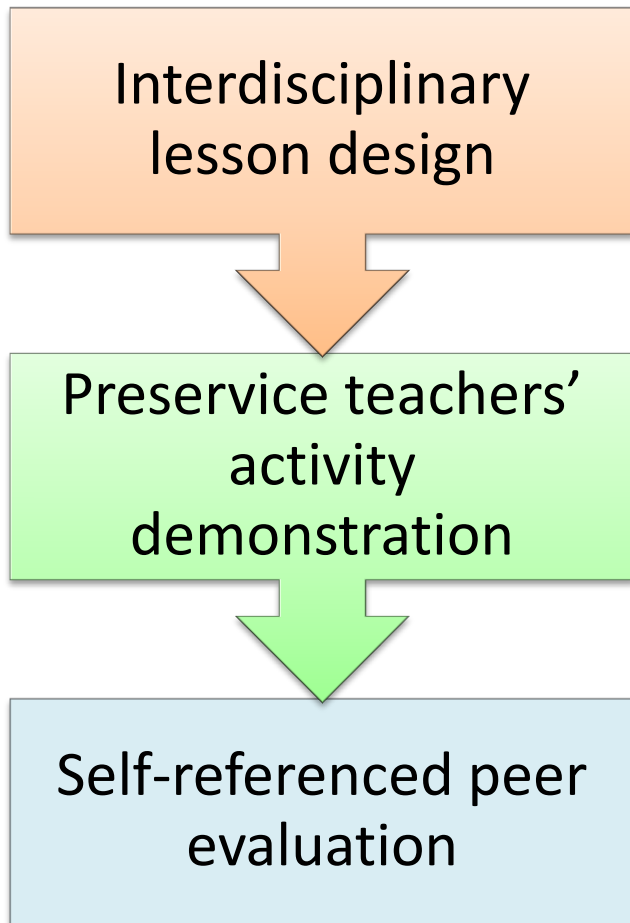 Interdisciplinary
lesson design
Preservice teachers’
activity
demonstration
Self-referenced peer
evaluation